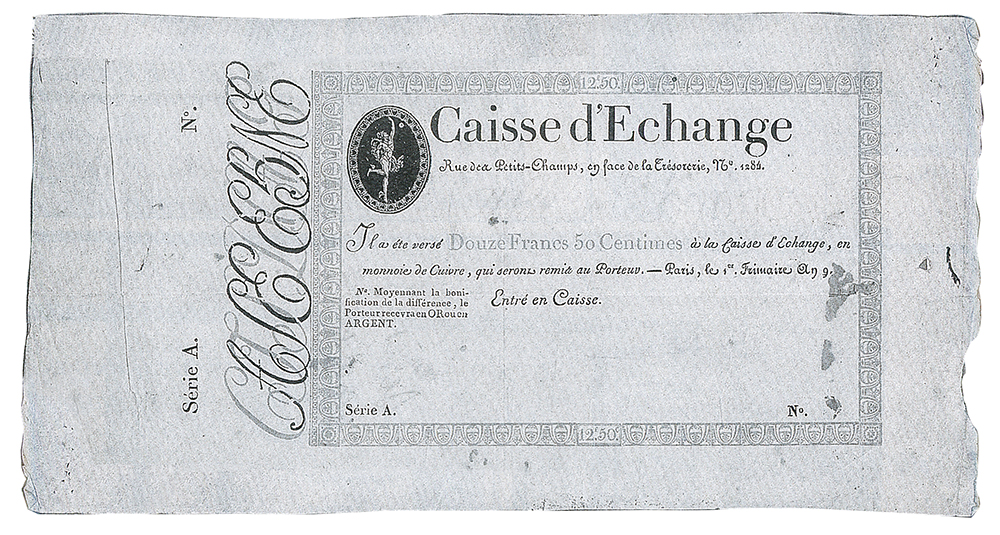 12.50.
Caisse d'Echange
Rue des Petits-Champs, en face de la Trésorerie, N°. 1284.
Il a été versé Douze Francs 50 Centimes à la Caisse d'Echange, en
monnoie de Cuivre, qui seront remis au Porteur. — Paris, le 1er. Frimaire An 9.
N°. Moyennant la boni-
fication de la différence, le
Porteur recevra en OR ou en
ARGENT.
Entré en Caisse.
Série A.
N°.
12.50.
Série A.
N°.